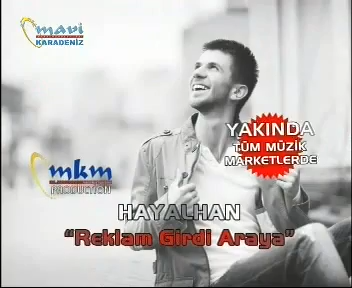 mavi
KARADENİZ
YAKINDA
TÜM MÜZİK
MARKETLERDE
mkm
PRODUCTION
HAYALHAN
"Reklam Girdi Araya"